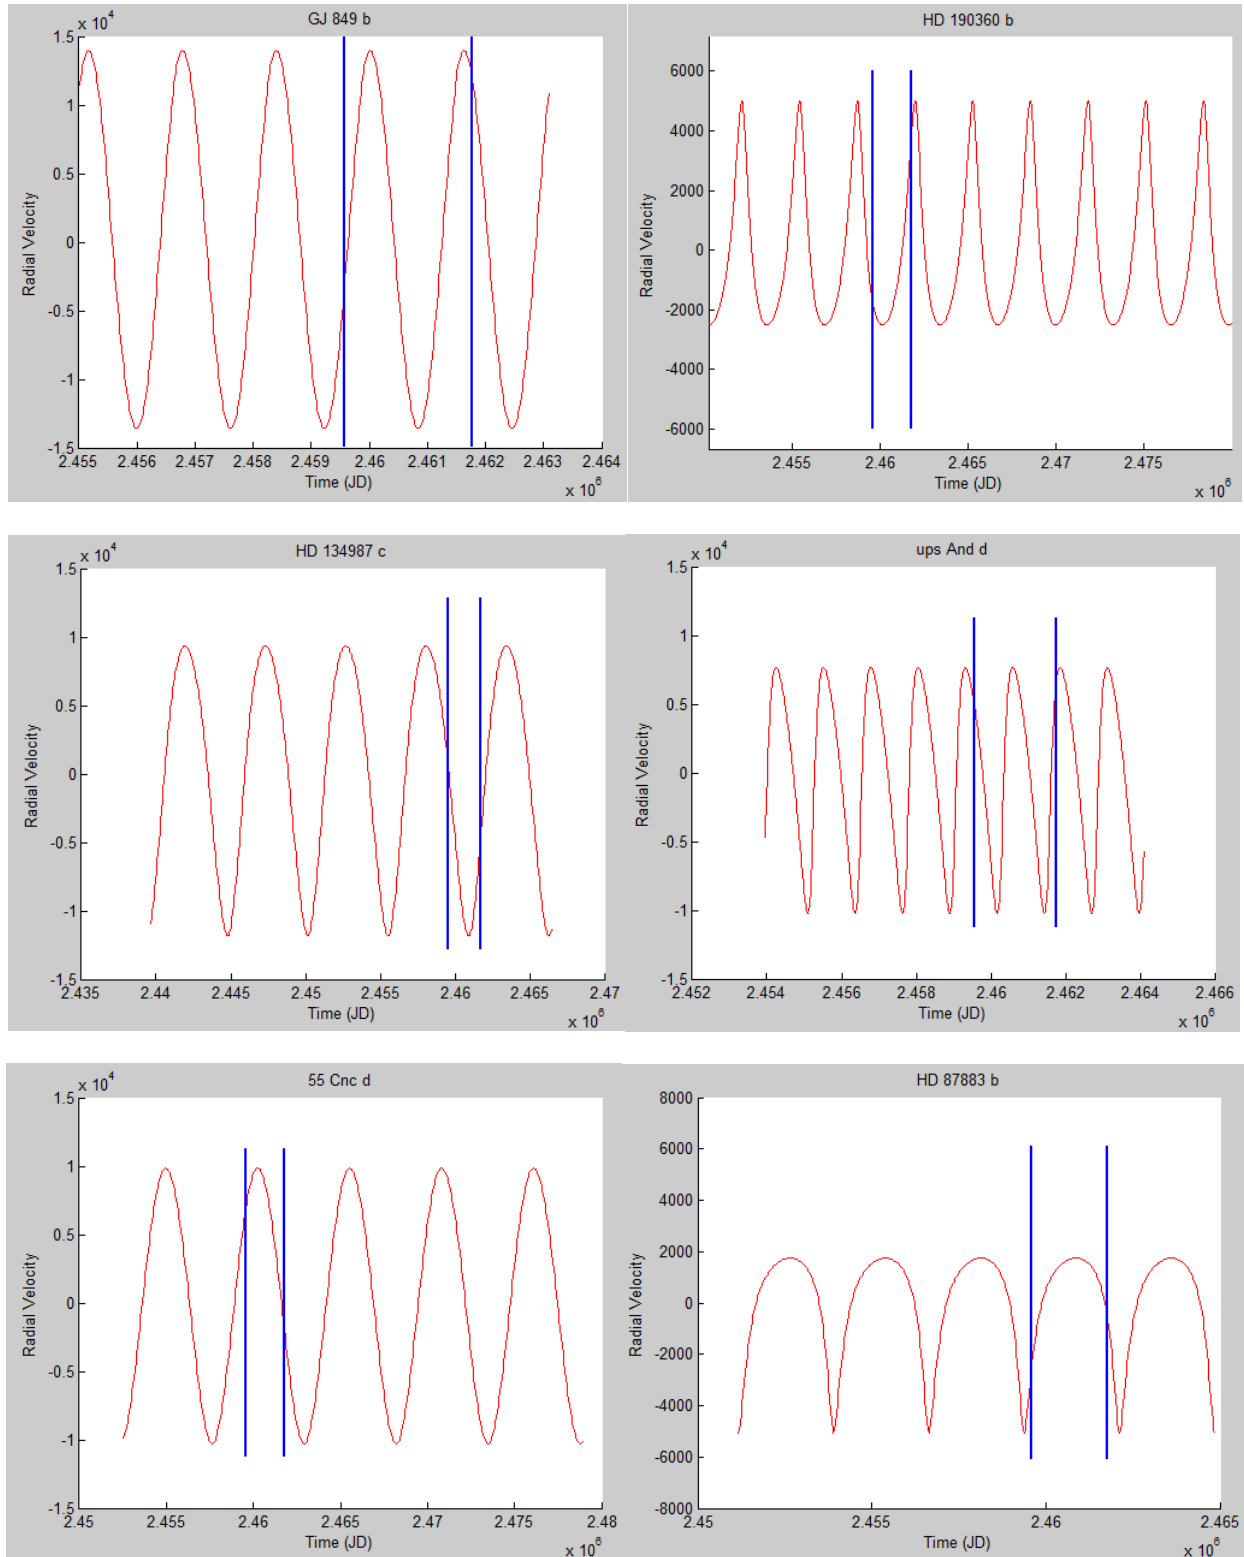 GJ 849 b
x 10^4
1.5
1
0.5
0
-0.5
-1
-1.5
Radial Velocity
2.455 2.456 2.457 2.458 2.459 2.46 2.461 2.462 2.463 2.464
Time (JD)
x 10^6
HD 190360 b
6000
4000
2000
0
-2000
-4000
-6000
Radial Velocity
2.455 2.46 2.465 2.47 2.475
Time (JD)
x 10^6
HD 134987 c
x 10^4
1.5
1
0.5
0
-0.5
-1
-1.5
Radial Velocity
2.435 2.44 2.445 2.45 2.455 2.46 2.465 2.47
Time (JD)
x 10^6
ups And d
x 10^4
1.5
1
0.5
0
-0.5
-1
-1.5
Radial Velocity
2.452 2.454 2.456 2.458 2.46 2.462 2.464 2.466
Time (JD)
x 10^6
55 Cnc d
x 10^4
1.5
1
0.5
0
-0.5
-1
-1.5
Radial Velocity
2.45 2.455 2.46 2.465 2.47 2.475 2.48
Time (JD)
x 10^6
HD 87883 b
8000
6000
4000
2000
0
-2000
-4000
-6000
-8000
Radial Velocity
2.45 2.455 2.46 2.465
Time (JD)
x 10^6